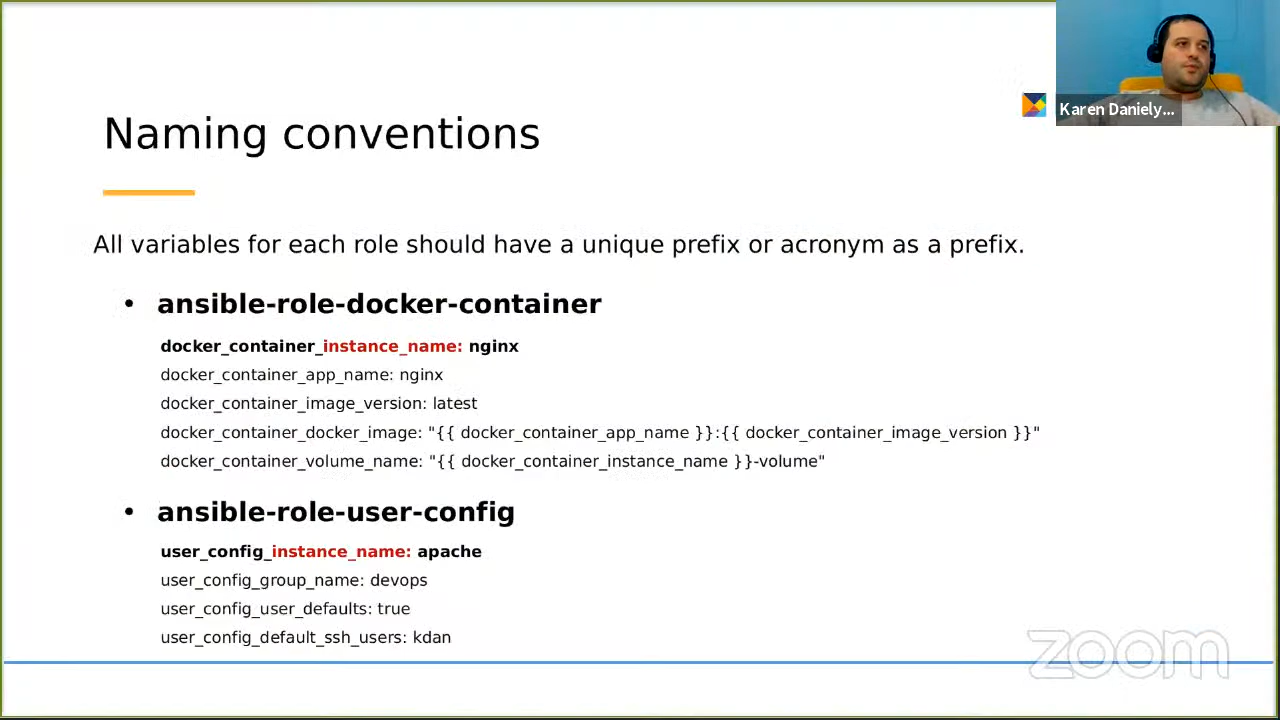 Karen Daniely...
Naming conventions
All variables for each role should have a unique prefix or acronym as a prefix.
• ansible-role-docker-container
docker_container_instance_name: nginx
docker_container_app_name: nginx
docker_container_image_version: latest
docker_container_docker_image: "{{ docker_container_app_name }}:{{ docker_container_image_version }}"
docker_container_volume_name: "{{ docker_container_instance_name }}-volume"
• ansible-role-user-config
user_config_instance_name: apache
user_config_group_name: devops
user_config_user_defaults: true
user_config_default_ssh_users: kdan
zoom